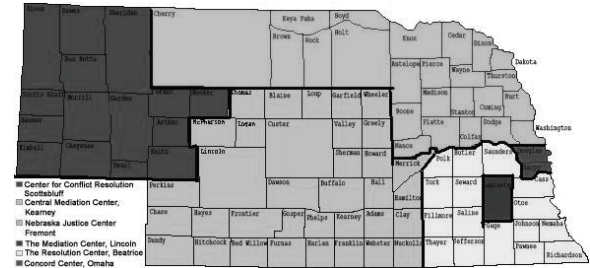 Sioux
Dawes
Sheridan
Cherry
Keya Paha
Boyd
Brown
Rock
Holt
Knox
Cedar
Dixon
Dakota
Box Butte
Antelope
Pierce
Wayne
Thurston
Scotts Bluff
Morrill
Garden
Grant
Hooker
Thomas
Blaine
Loup
Garfield
Wheeler
Boone
Madison
Stanton
Cuming
Burt
Banner
Arthur
McPherson
Logan
Custer
Valley
Greely
Platte
Colfax
Dodge
Washington
Kimball
Cheyenne
Deuel
Keith
Lincoln
Sherman
Howard
Nance
Merrick
Polk
Butler
Saunders
Douglas
Sarpy
Center for Conflict Resolution
Scottsbluff
Central Mediation Center,
Kearney
Nebraska Justice Center
Fremont
The Mediation Center, Lincoln
The Resolution Center, Beatrice
Concord Center, Omaha
Perkins
Dawson
Buffalo
Hall
Hamilton
York
Seward
Cass
Otoe
Chase
Hayes
Frontier
Gosper
Phelps
Kearney
Adams
Clay
Fillmore
Saline
Gage
Johnson
Nemaha
Dundy
Hitchcock
Red Willow
Furnas
Harlan
Franklin
Webster
Nuckolls
Thayer
Jefferson
Pawnee
Richardson